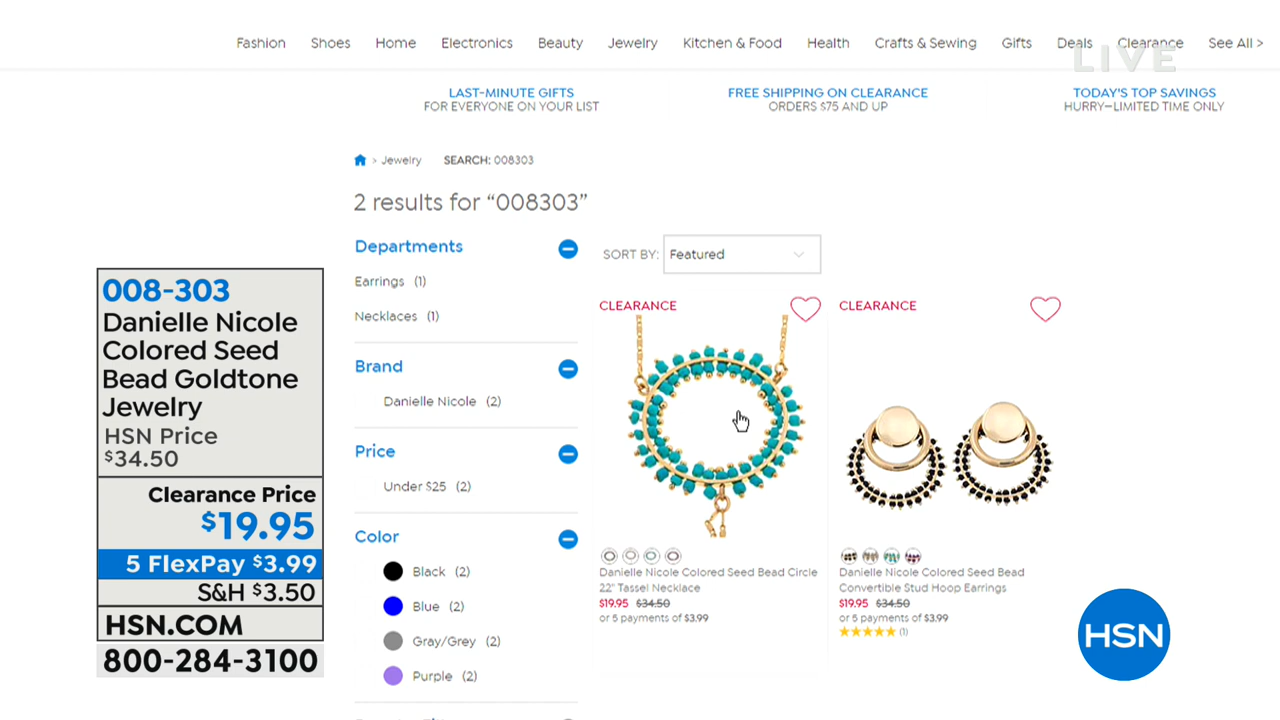 Fashion Shoes Home Electronics Beauty Jewelry Kitchen & Food Health Crafts & Sewing Gifts Deals Clearance See All >
LIVE
LAST-MINUTE GIFTS
FOR EVERYONE ON YOUR LIST
FREE SHIPPING ON CLEARANCE
ORDERS $75 AND UP
TODAY'S TOP SAVINGS
HURRY—LIMITED TIME ONLY
> Jewelry SEARCH: 008303
2 results for “008303”
Departments
Earrings (1)
Necklaces (1)
Brand
Danielle Nicole (2)
Price
Under $25 (2)
Color
Black (2)
Blue (2)
Gray/Grey (2)
Purple (2)
SORT BY: Featured
CLEARANCE
Danielle Nicole Colored Seed Bead Circle
22" Tassel Necklace
$19.95 $34.50
or 5 payments of $3.99
CLEARANCE
Danielle Nicole Colored Seed Bead
Convertible Stud Hoop Earrings
$19.95 $34.50
or 5 payments of $3.99
(1)
008-303
Danielle Nicole
Colored Seed
Bead Goldtone
Jewelry
HSN Price
$34.50
Clearance Price
$19.95
5 FlexPay $3.99
S&H $3.50
HSN.COM
800-284-3100
HSN